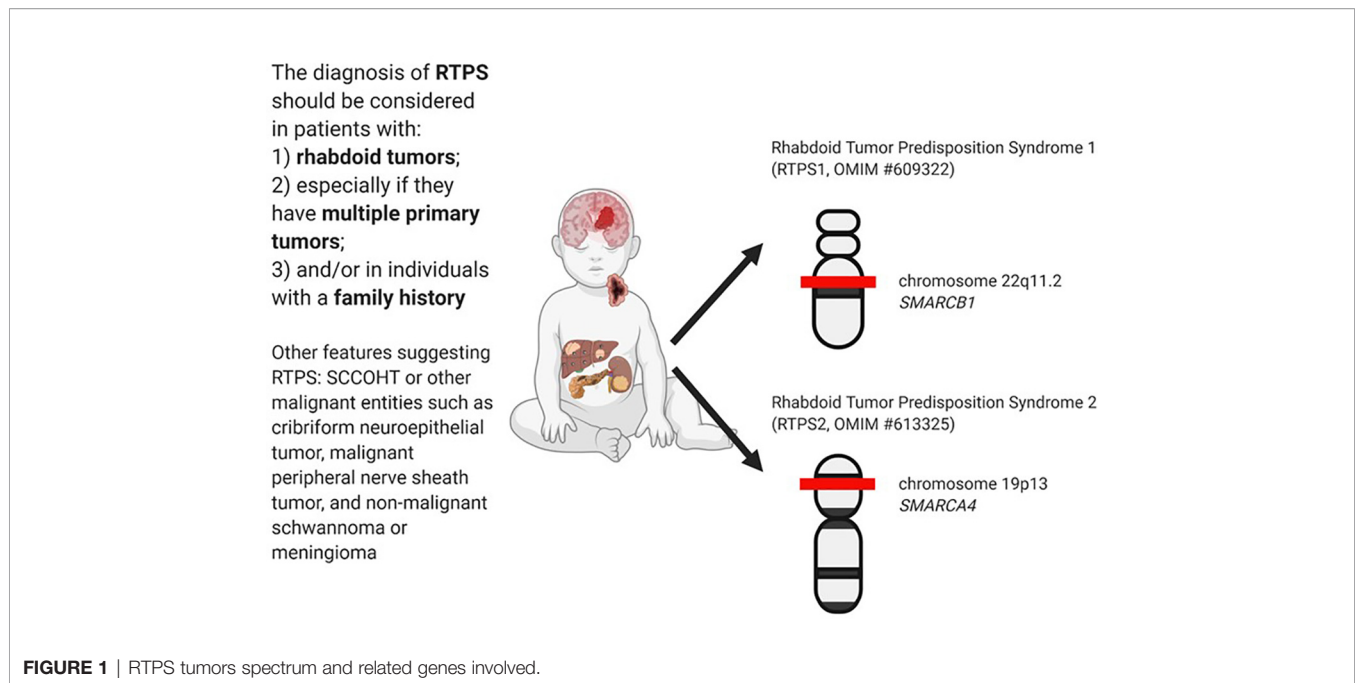 The diagnosis of RTPS
should be considered
in patients with:
1) rhabdoid tumors;
2) especially if they
have multiple primary
tumors;
3) and/or in individuals
with a family history
Other features suggesting
RTPS: SCCOHT or other
malignant entities such as
cribriform neuroepithelial
tumor, malignant
peripheral nerve sheath
tumor, and non-malignant
schwannoma or
meningioma
Rhabdoid Tumor Predisposition Syndrome 1
(RTPS1, OMIM #609322)
chromosome 22q11.2
SMARCB1
Rhabdoid Tumor Predisposition Syndrome 2
(RTPS2, OMIM #613325)
chromosome 19p13
SMARCA4
FIGURE 1 | RTPS tumors spectrum and related genes involved.